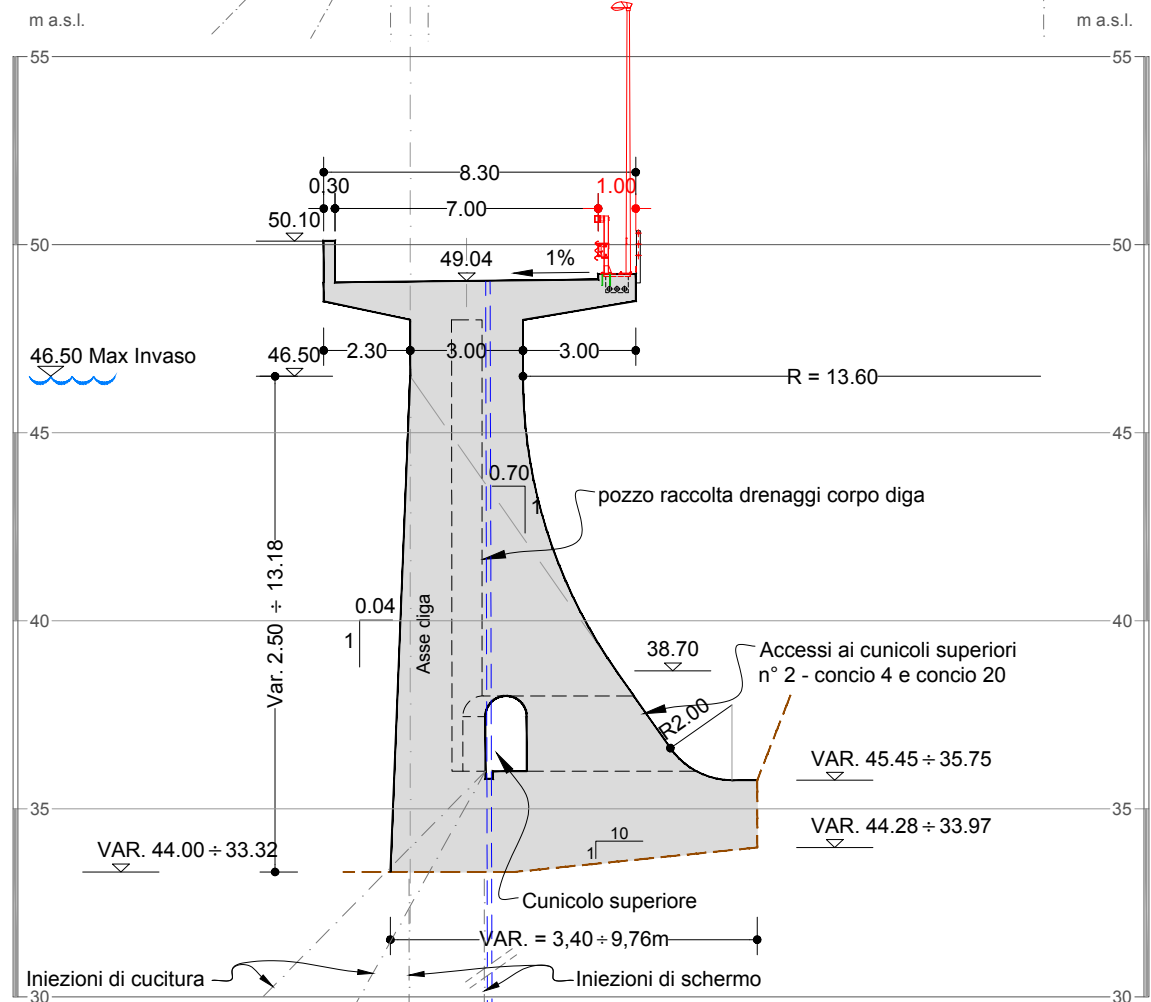 m a.s.l.
m a.s.l.
55
55
8.30
0.30
1.00
7.00
50.10
50
50
49.04
1%
46.50 Max Invaso
46.50
2.30
3.00
3.00
R = 13.60
45
45
0.70
1
pozzo raccolta drenaggi corpo diga
Var. 2.50 ÷ 13.18
0.04
1
Asse diga
40
40
38.70
Accessi ai cunicoli superiori
n° 2 - concio 4 e concio 20
R2.00
VAR. 45.45 ÷ 35.75
35
35
VAR. 44.28 ÷ 33.97
10
1
VAR. 44.00 ÷ 33.32
Cunicolo superiore
VAR. = 3,40 ÷ 9,76m
Iniezioni di cucitura
Iniezioni di schermo
30
30